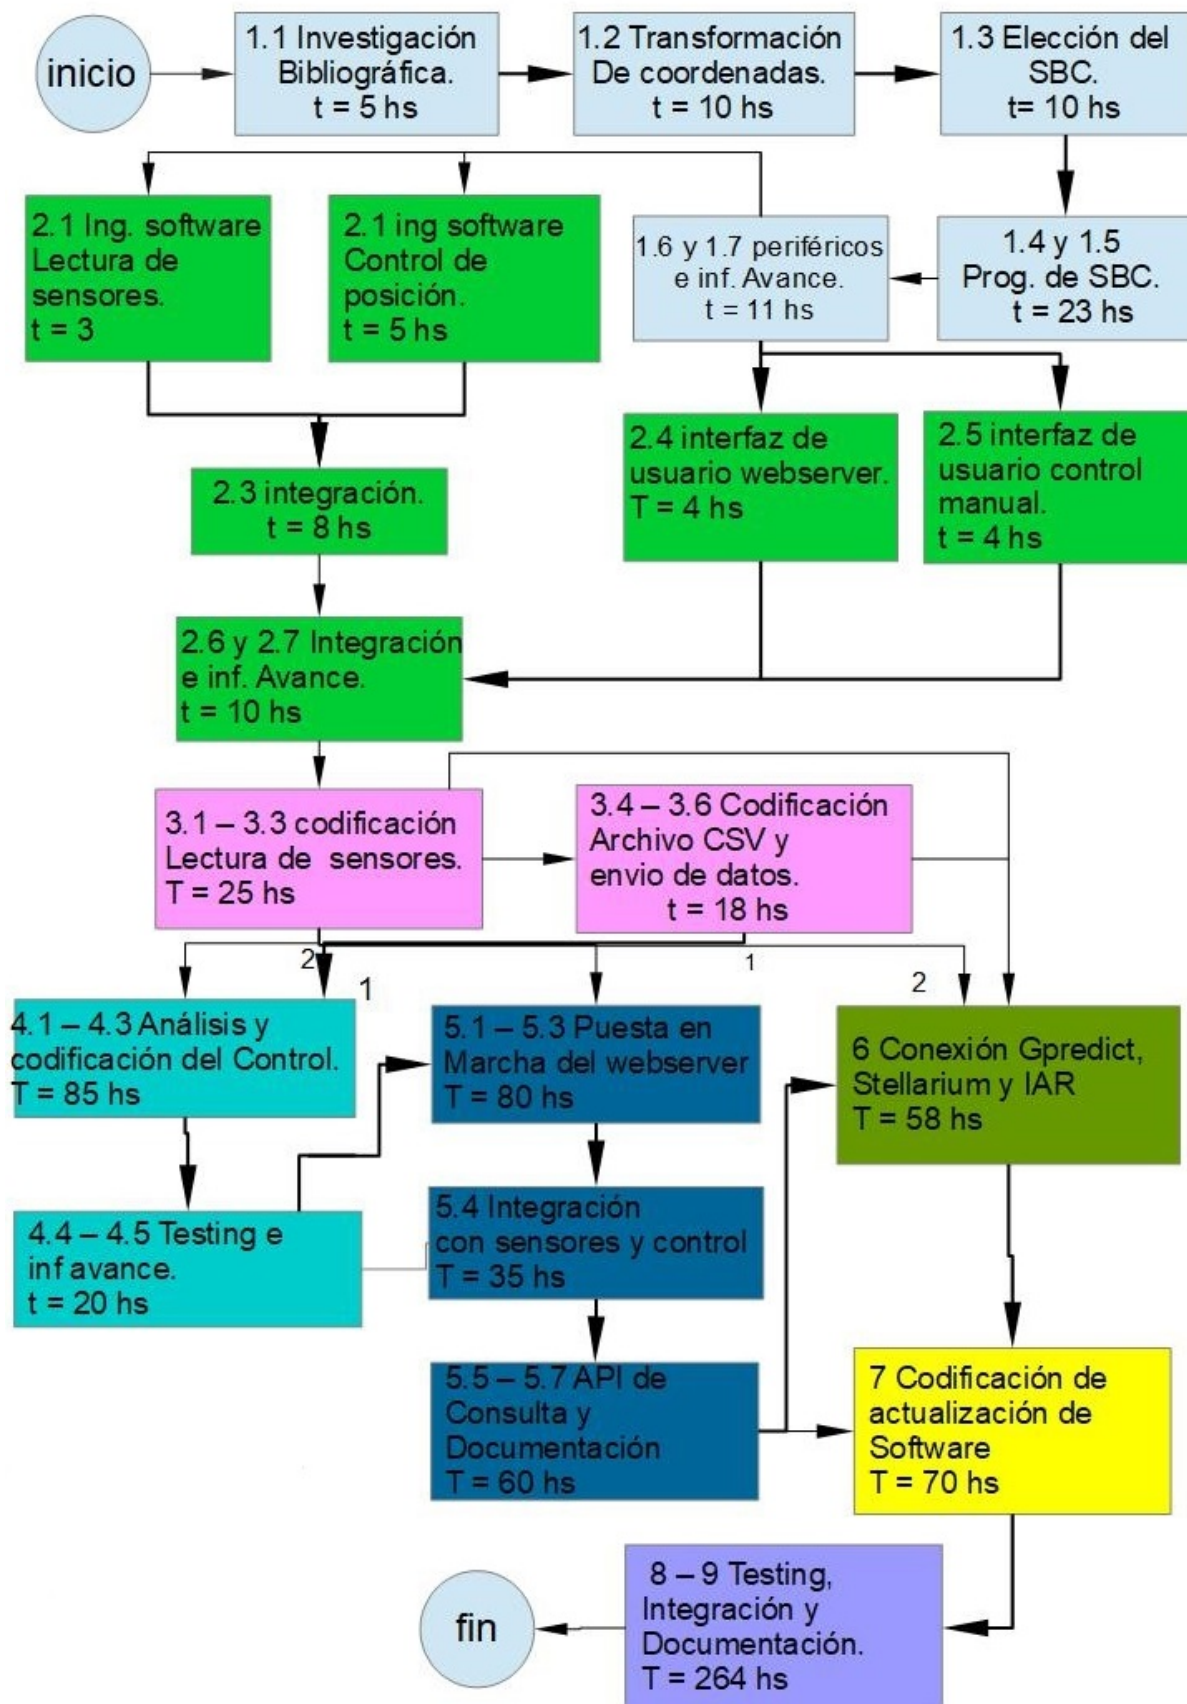 inicio
1.1 Investigación
Bibliográfica.
t = 5 hs
1.2 Transformación
De coordenadas.
t = 10 hs
1.3 Elección del
SBC.
t= 10 hs
2.1 Ing. software
Lectura de
sensores.
t = 3
2.1 ing software
Control de
posición.
t = 5 hs
1.6 y 1.7 periféricos
e inf. Avance.
t = 11 hs
1.4 y 1.5
Prog. de SBC.
t = 23 hs
2.4 interfaz de
usuario webserver.
T = 4 hs
2.5 interfaz de
usuario control
manual.
t = 4 hs
2.3 integración.
t = 8 hs
2.6 y 2.7 Integración
e inf. Avance.
t = 10 hs
3.1 – 3.3 codificación
Lectura de sensores.
T = 25 hs
3.4 – 3.6 Codificación
Archivo CSV y
envio de datos.
t = 18 hs
2
1
1
2
4.1 – 4.3 Análisis y
codificación del Control.
T = 85 hs
5.1 – 5.3 Puesta en
Marcha del webserver
T = 80 hs
6 Conexión Gpredict,
Stellarium y IAR
T = 58 hs
4.4 – 4.5 Testing e
inf avance.
t = 20 hs
5.4 Integración
con sensores y control
T = 35 hs
5.5 – 5.7 API de
Consulta y
Documentación
T = 60 hs
7 Codificación de
actualización de
Software
T = 70 hs
8 – 9 Testing,
Integración y
Documentación.
T = 264 hs
fin